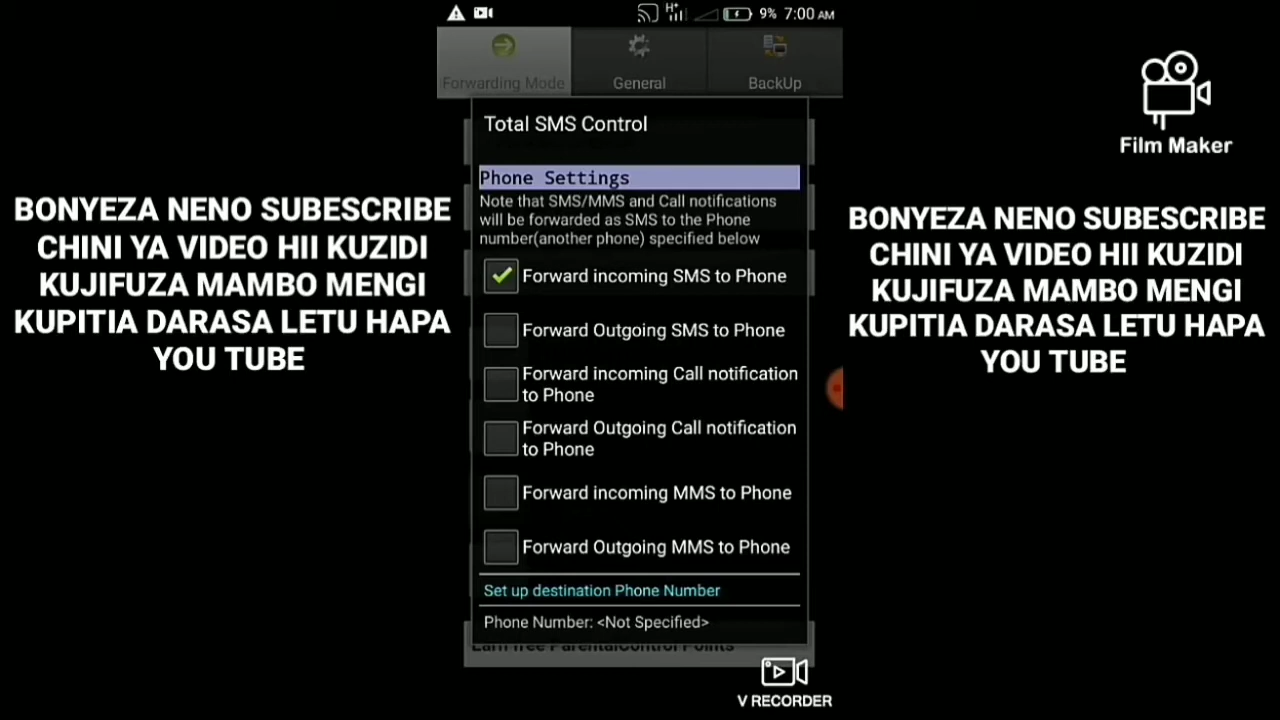 9% 7:00 AM
Forwarding Mode
General
BackUp
Film Maker
Total SMS Control
Phone Settings
Note that SMS/MMS and Call notifications
will be forwarded as SMS to the Phone
number(another phone) specified below
Forward incoming SMS to Phone
Forward Outgoing SMS to Phone
Forward incoming Call notification
to Phone
Forward Outgoing Call notification
to Phone
Forward incoming MMS to Phone
Forward Outgoing MMS to Phone
Set up destination Phone Number
Phone Number: <Not Specified>
Earn free ParentalControl Points
V RECORDER
BONYEZA NENO SUBESCRIBE
CHINI YA VIDEO HII KUZIDI
KUJIFUZA MAMBO MENGI
KUPITIA DARASA LETU HAPA
YOU TUBE
BONYEZA NENO SUBESCRIBE
CHINI YA VIDEO HII KUZIDI
KUJIFUZA MAMBO MENGI
KUPITIA DARASA LETU HAPA
YOU TUBE